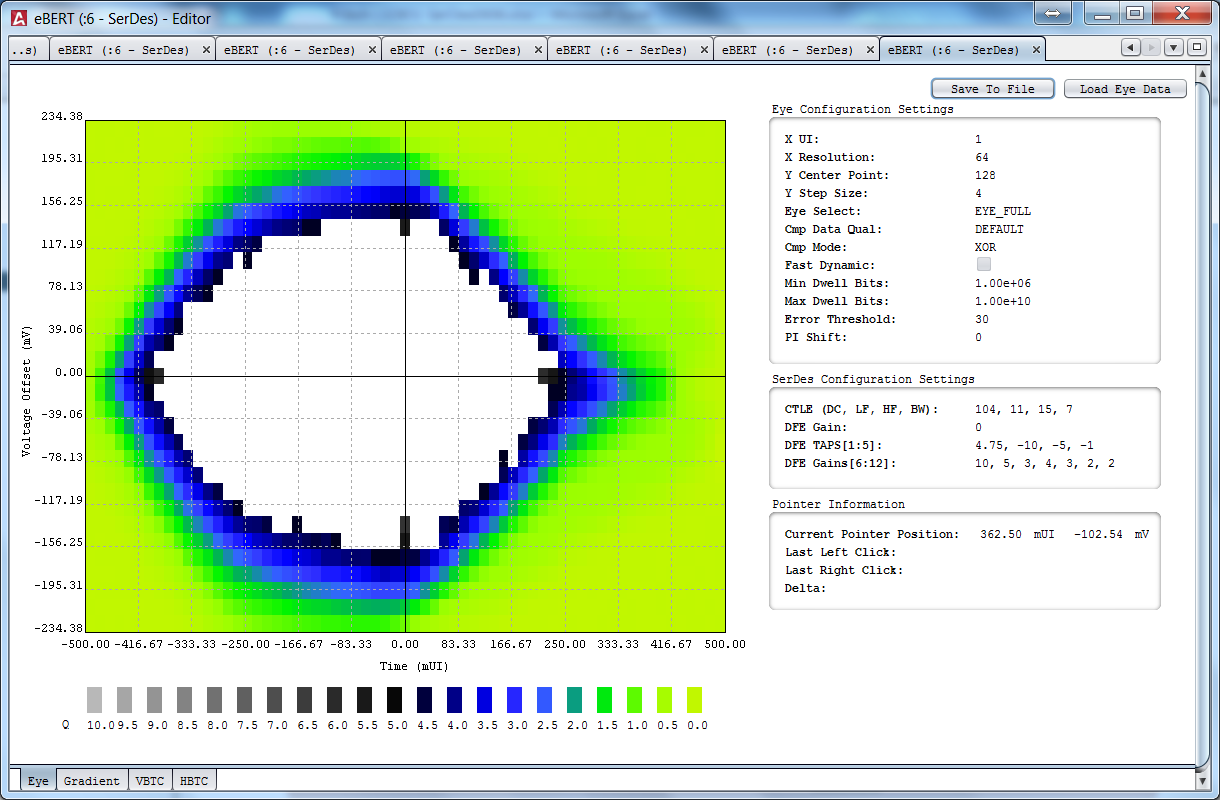 eBERT (:6 - SerDes) - Editor
..s) eBERT (:6 - SerDes) × eBERT (:6 - SerDes) × eBERT (:6 - SerDes) × eBERT (:6 - SerDes) × eBERT (:6 - SerDes) × eBERT (:6 - SerDes) ×
Save To File Load Eye Data
Eye Configuration Settings
X UI: 1
X Resolution: 64
Y Center Point: 128
Y Step Size: 4
Eye Select: EYE_FULL
Cmp Data Qual: DEFAULT
Cmp Mode: XOR
Fast Dynamic:
Min Dwell Bits: 1.00e+06
Max Dwell Bits: 1.00e+10
Error Threshold: 30
PI Shift: 0
SerDes Configuration Settings
CTLE (DC, LF, HF, BW): 104, 11, 15, 7
DFE Gain: 0
DFE TAPS[1:5]: 4.75, -10, -5, -1
DFE Gains[6:12]: 10, 5, 3, 4, 3, 2, 2
Pointer Information
Current Pointer Position: 362.50 mUI -102.54 mV
Last Left Click:
Last Right Click:
Delta:
234.38
195.31
156.25
117.19
78.13
39.06
0.00
-39.06
-78.13
-117.19
-156.25
-195.31
-234.38
Voltage Offset (mV)
-500.00 -416.67 -333.33 -250.00 -166.67 -83.33 0.00 83.33 166.67 250.00 333.33 416.67 500.00
Time (mUI)
Q 10.0 9.5 9.0 8.5 8.0 7.5 7.0 6.5 6.0 5.5 5.0 4.5 4.0 3.5 3.0 2.5 2.0 1.5 1.0 0.5 0.0
Eye Gradient VBTC HBTC